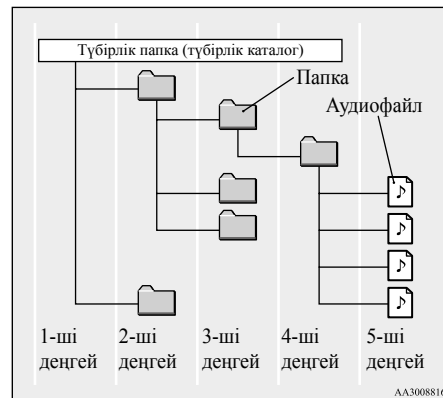 Түбірлік папка (түбірлік каталог)
Папка
Аудиофайл
1-ші деңгей
2-ші деңгей
3-ші деңгей
4-ші деңгей
5-ші деңгей
AA3008816